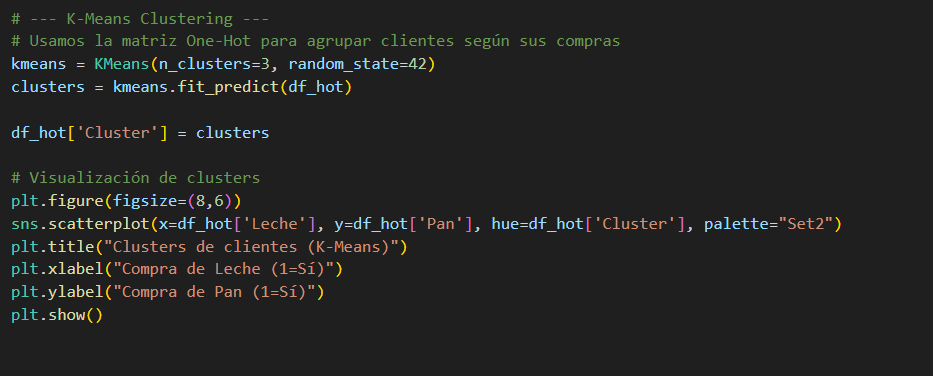 # --- K-Means Clustering ---
# Usamos la matriz One-Hot para agrupar clientes según sus compras
kmeans = KMeans(n_clusters=3, random_state=42)
clusters = kmeans.fit_predict(df_hot)
df_hot['Cluster'] = clusters
# Visualización de clusters
plt.figure(figsize=(8,6))
sns.scatterplot(x=df_hot['Leche'], y=df_hot['Pan'], hue=df_hot['Cluster'], palette="Set2")
plt.title("Clusters de clientes (K-Means)")
plt.xlabel("Compra de Leche (1=Sí)")
plt.ylabel("Compra de Pan (1=Sí)")
plt.show()